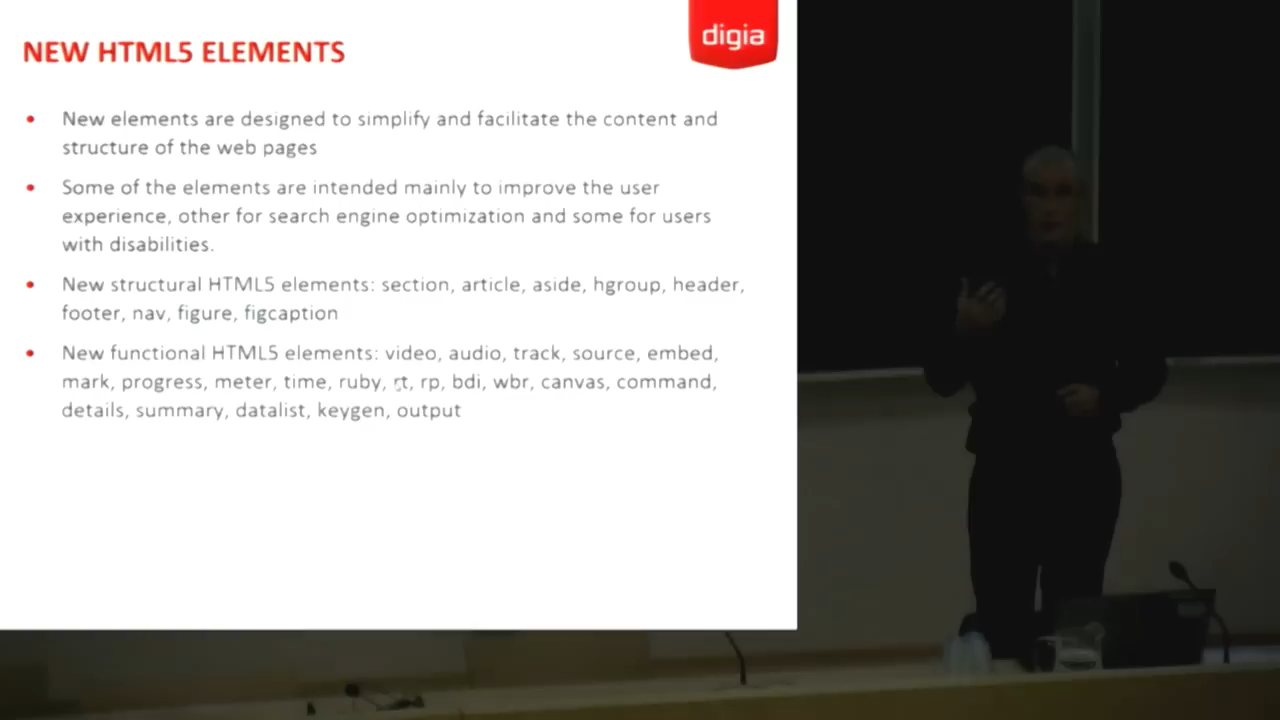 digia
NEW HTML5 ELEMENTS
New elements are designed to simplify and facilitate the content and
structure of the web pages
Some of the elements are intended mainly to improve the user
experience, other for search engine optimization and some for users
with disabilities.
New structural HTML5 elements: section, article, aside, hgroup, header,
footer, nav, figure, figcaption
New functional HTML5 elements: video, audio, track, source, embed,
mark, progress, meter, time, ruby, rt, rp, bdi, wbr, canvas, command,
details, summary, datalist, keygen, output